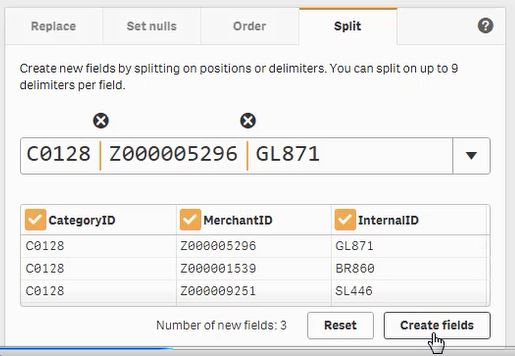 Replace Set nulls Order Split ?
Create new fields by splitting on positions or delimiters. You can split on up to 9
delimiters per field.
C0128 Z000005296 GL871
CategoryID MerchantID InternalID
C0128 Z000005296 GL871
C0128 Z000001539 BR860
C0128 Z000009251 SL446
Number of new fields: 3 Reset Create fields